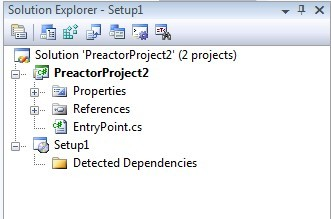 Solution Explorer - Setup1
Solution 'PreactorProject2' (2 projects)
PreactorProject2
Properties
References
EntryPoint.cs
Setup1
Detected Dependencies